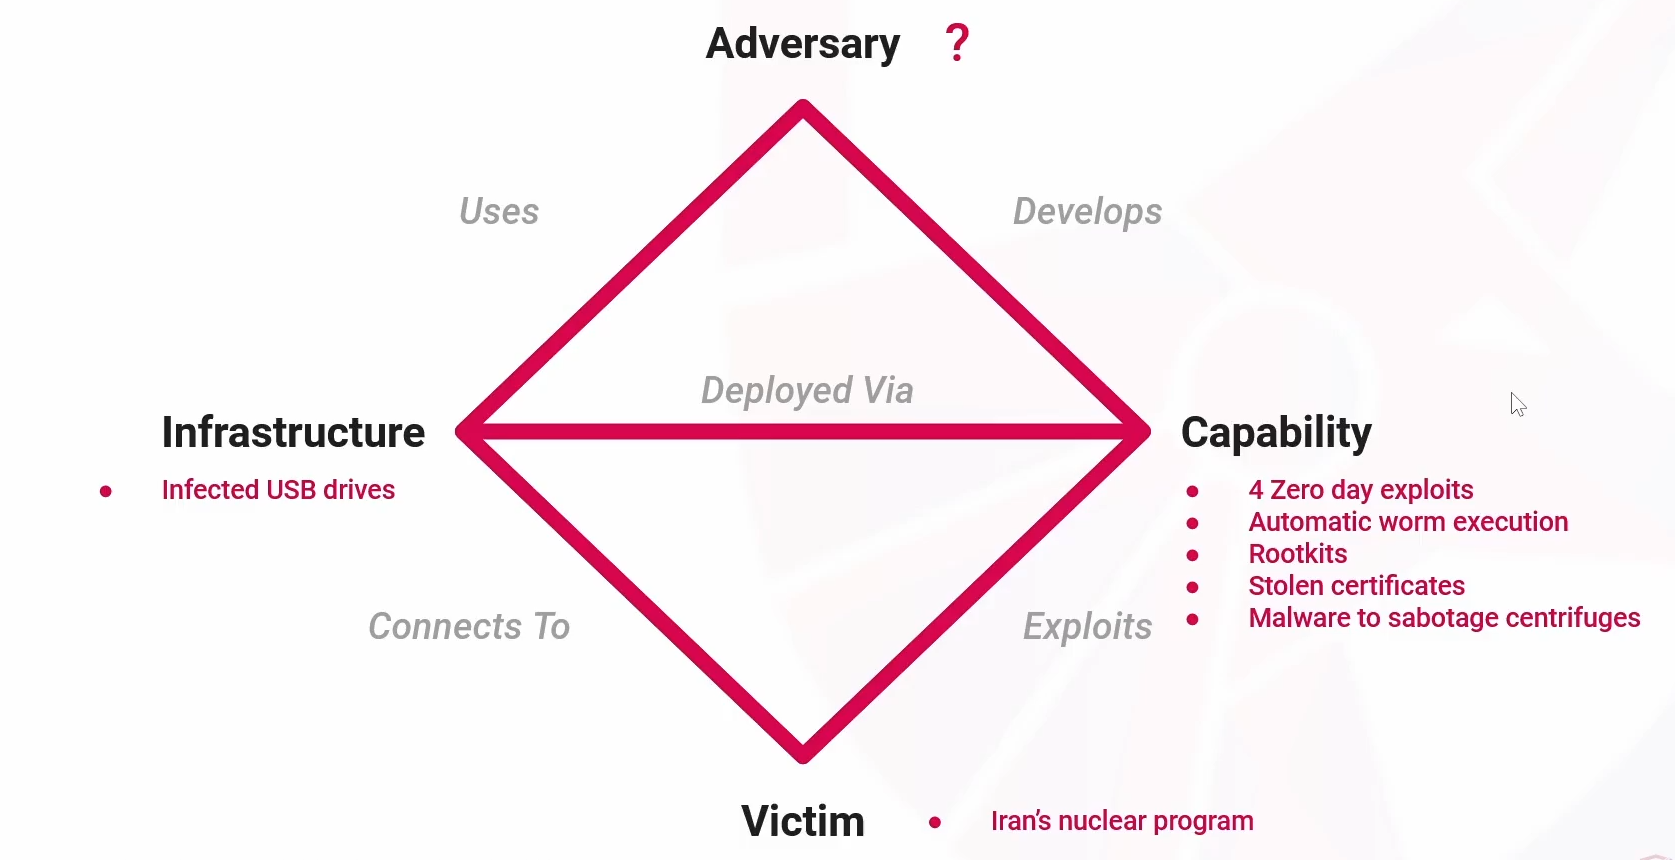 Adversary ?
Uses
Develops
Deployed Via
Infrastructure
Capability
• Infected USB drives
• 4 Zero day exploits
• Automatic worm execution
• Rootkits
• Stolen certificates
• Malware to sabotage centrifuges
Connects To
Exploits
Victim
• Iran’s nuclear program